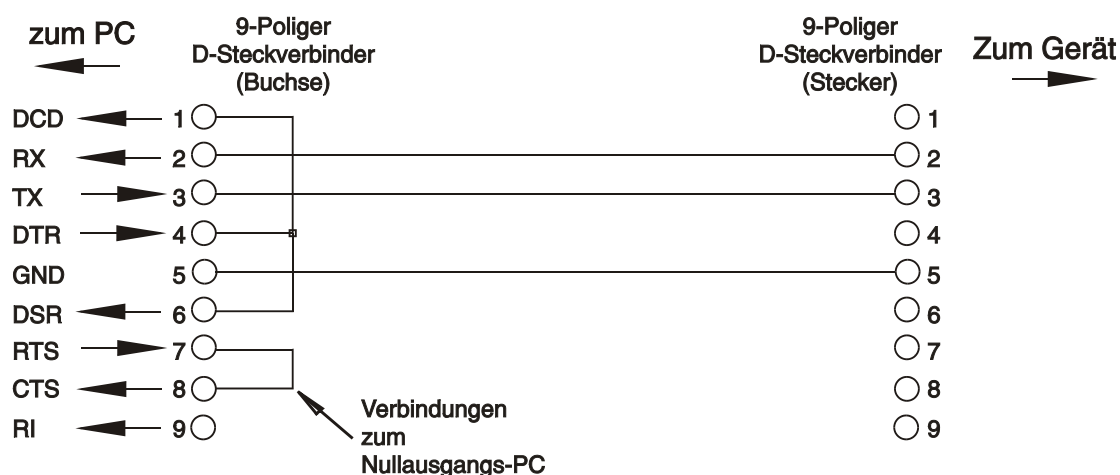 zum PC
9-Poliger
D-Steckverbinder
(Buchse)
9-Poliger
D-Steckverbinder
(Stecker)
Zum Gerät
DCD 1 1
RX 2 2
TX 3 3
DTR 4 4
GND 5 5
DSR 6 6
RTS 7 7
CTS 8 8
RI 9 9
Verbindungen
zum
Nullausgangs-PC